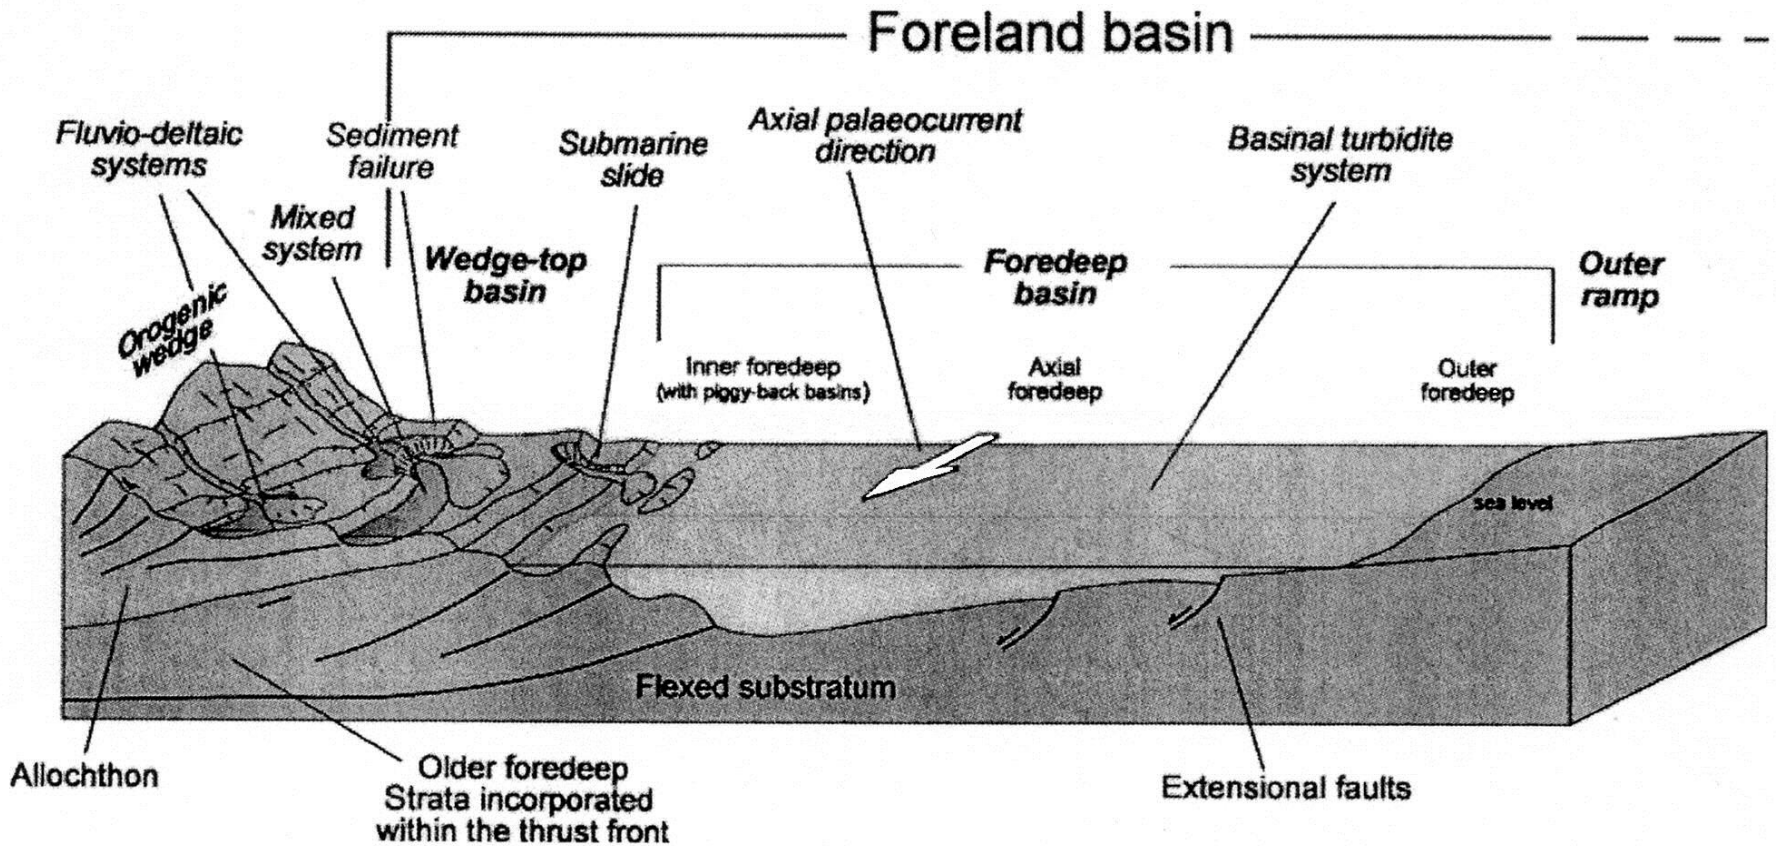 Foreland basin
Fluvio-deltaic
systems
Sediment
failure
Submarine
slide
Axial palaeocurrent
direction
Basinal turbidite
system
Mixed
system
Wedge-top
basin
Foredeep
basin
Outer
ramp
Orogenic
wedge
Inner foredeep
(with piggy-back basins)
Axial
foredeep
Outer
foredeep
sea level
Flexed substratum
Allochthon
Older foredeep
Strata incorporated
within the thrust front
Extensional faults